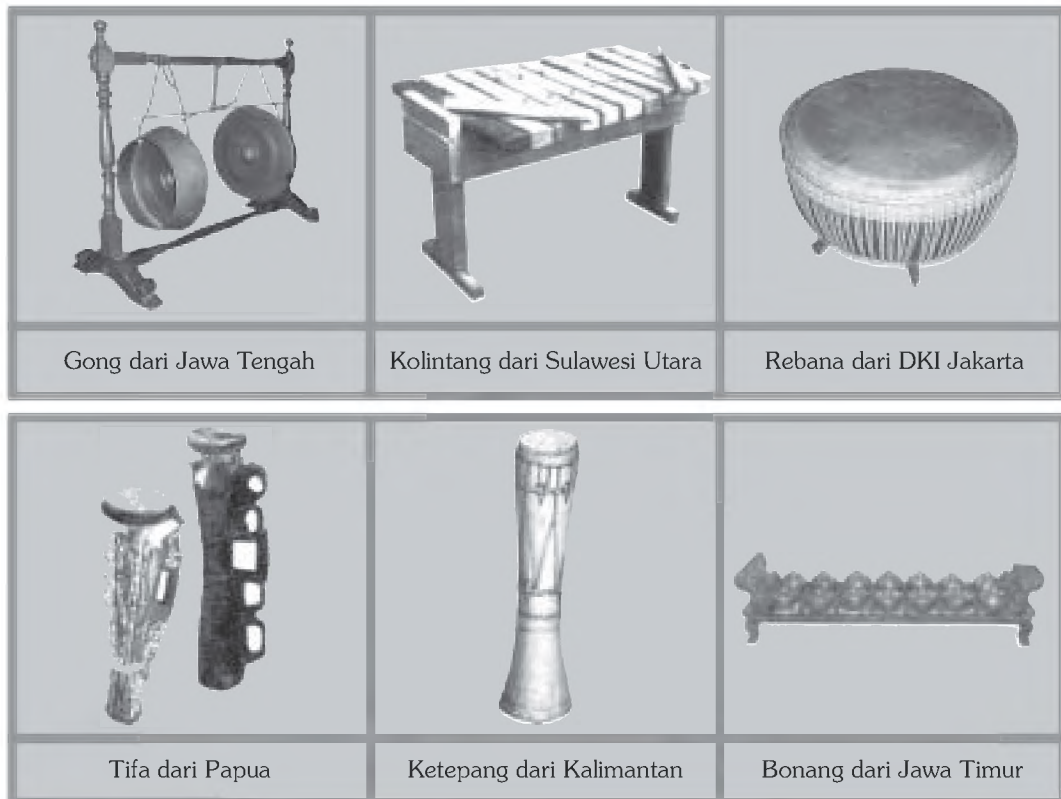 Gong dari Jawa Tengah
Kolintang dari Sulawesi Utara
Rebana dari DKI Jakarta
Tifa dari Papua
Ketepang dari Kalimantan
Bonang dari Jawa Timur